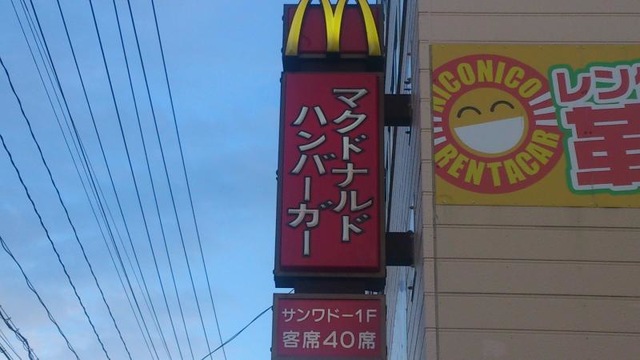 マクドナルド
ハンバーガー
サンワドー1F
客席40席
NICONICO
RENTACAR
レンタ